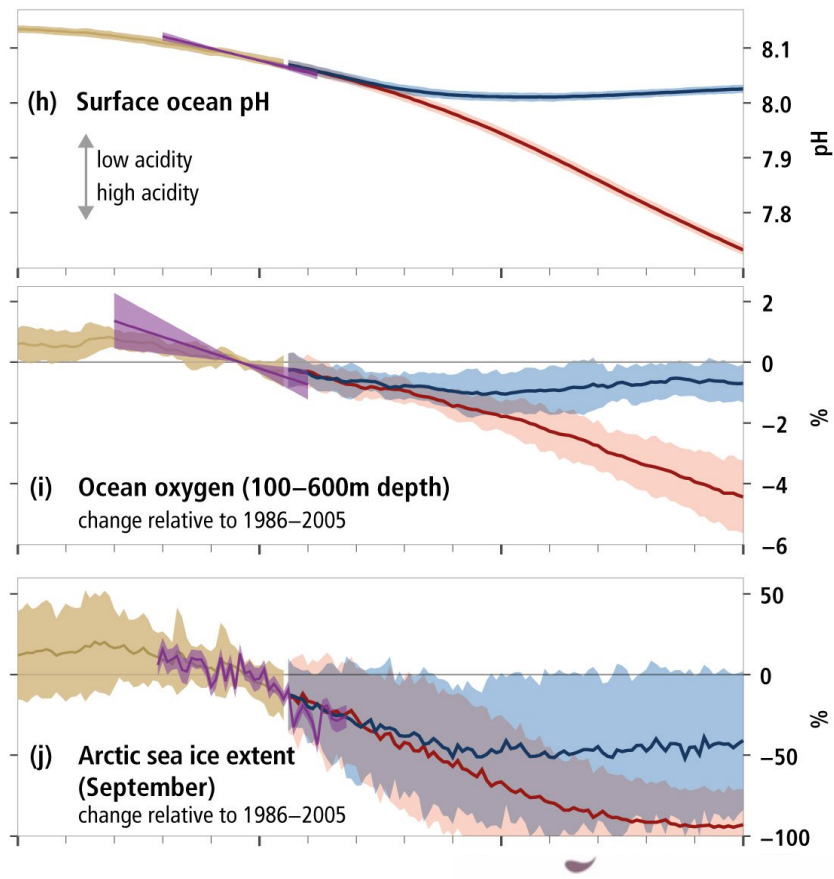 8.1
(h) Surface ocean pH
8.0
low acidity
7.9
pH
high acidity
7.8
2
0
−2
%
(i) Ocean oxygen (100–600m depth)
−4
change relative to 1986–2005
−6
50
0
%
(j) Arctic sea ice extent
−50
(September)
change relative to 1986–2005
−100